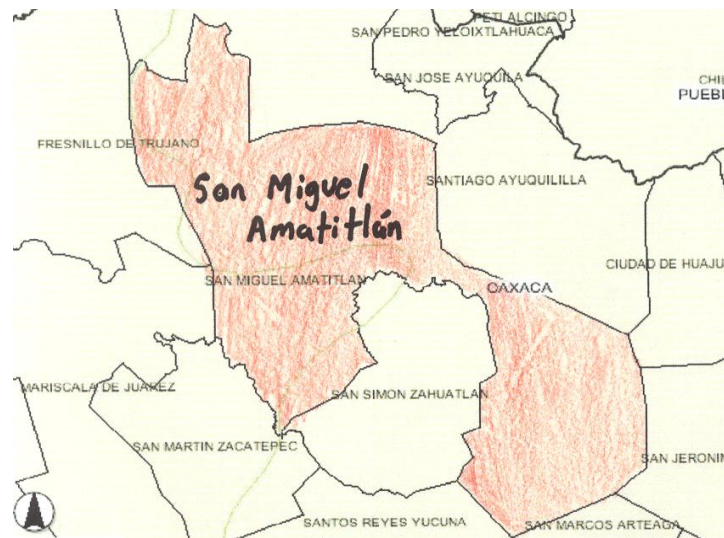 PETLALCINGO
SAN PEDRO YELOIXTLAHUACA
SAN JOSE AYUQUILA
CHIL
PUEBL
FRESNILLO DE TRUJANO
San Miguel
Amatitlán
SANTIAGO AYUQUILILLA
CIUDAD DE HUAJU
SAN MIGUEL AMATITLAN
OAXACA
MARISCALA DE JUAREZ
SAN SIMON ZAHUATLAN
SAN MARTIN ZACATEPEC
SAN JERONIM
SANTOS REYES YUCUNA
SAN MARCOS ARTEAGA